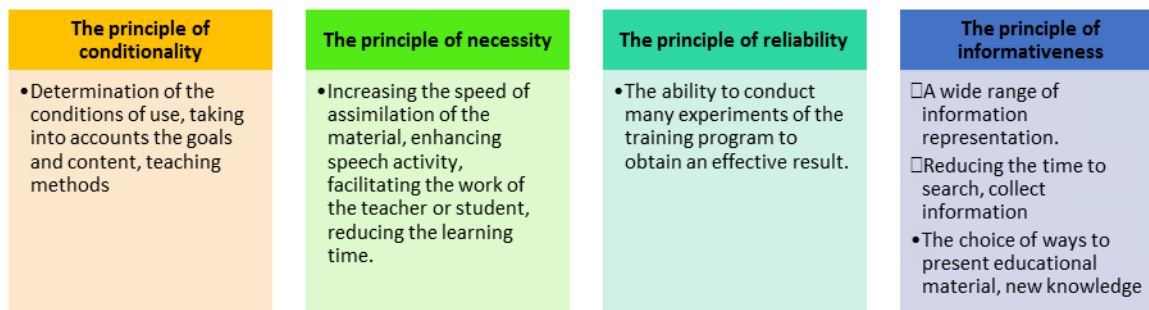 The principle of
conditionality
•Determination of the
conditions of use, taking
into accounts the goals
and content, teaching
methods
The principle of necessity
•Increasing the speed of
assimilation of the
material, enhancing
speech activity,
facilitating the work of
the teacher or student,
reducing the learning
time.
The principle of reliability
•The ability to conduct
many experiments of the
training program to
obtain an effective result.
The principle of
informativeness
□A wide range of
information
representation.
□Reducing the time to
search, collect
information
•The choice of ways to
present educational
material, new knowledge